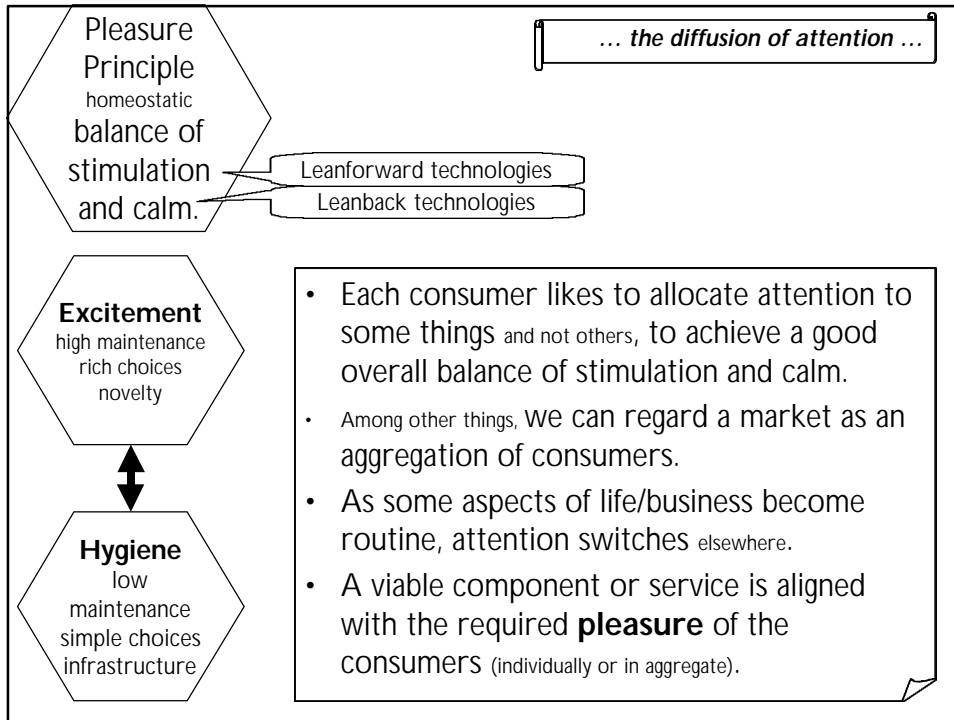 Pleasure
Principle
homeostatic
balance of
stimulation
and calm.
… the diffusion of attention …
Leanforward technologies
Leanback technologies
Excitement
high maintenance
rich choices
novelty
Hygiene
low
maintenance
simple choices
infrastructure
• Each consumer likes to allocate attention to
some things and not others, to achieve a good
overall balance of stimulation and calm.
• Among other things, we can regard a market as an
aggregation of consumers.
• As some aspects of life/business become
routine, attention switches elsewhere.
• A viable component or service is aligned
with the required pleasure of the
consumers (individually or in aggregate).